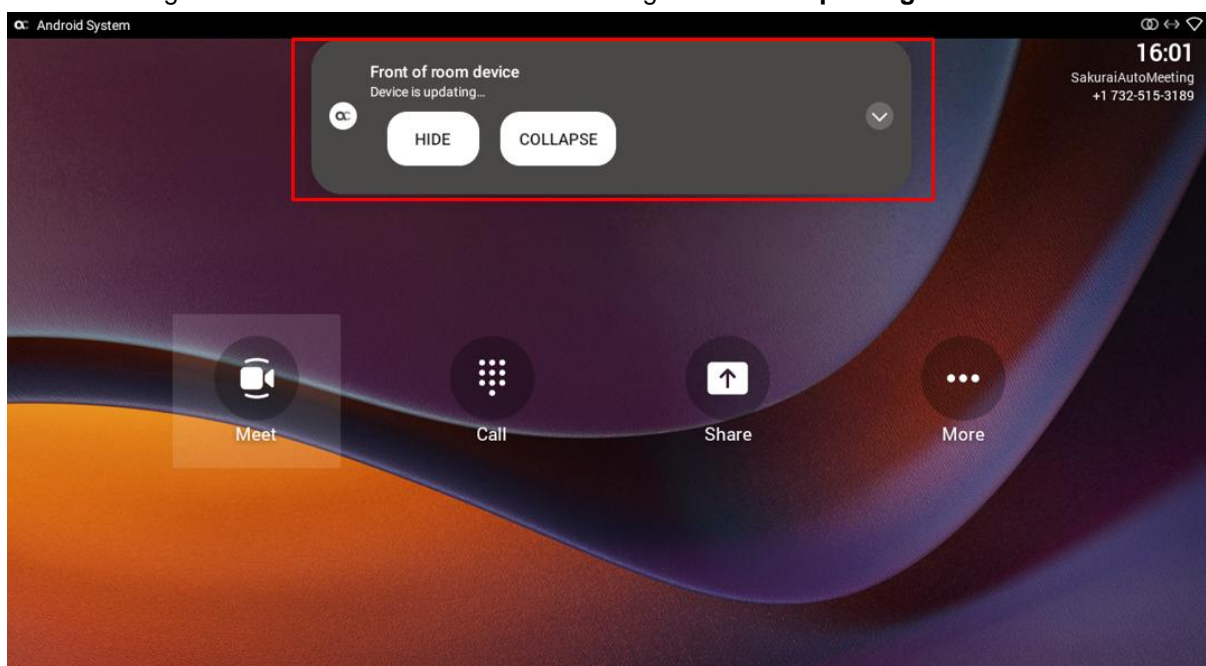 Android System
16:01
SakuraiAutoMeeting
+1 732-515-3189
Front of room device
Device is updating…
HIDE
COLLAPSE
Meet
Call
Share
More